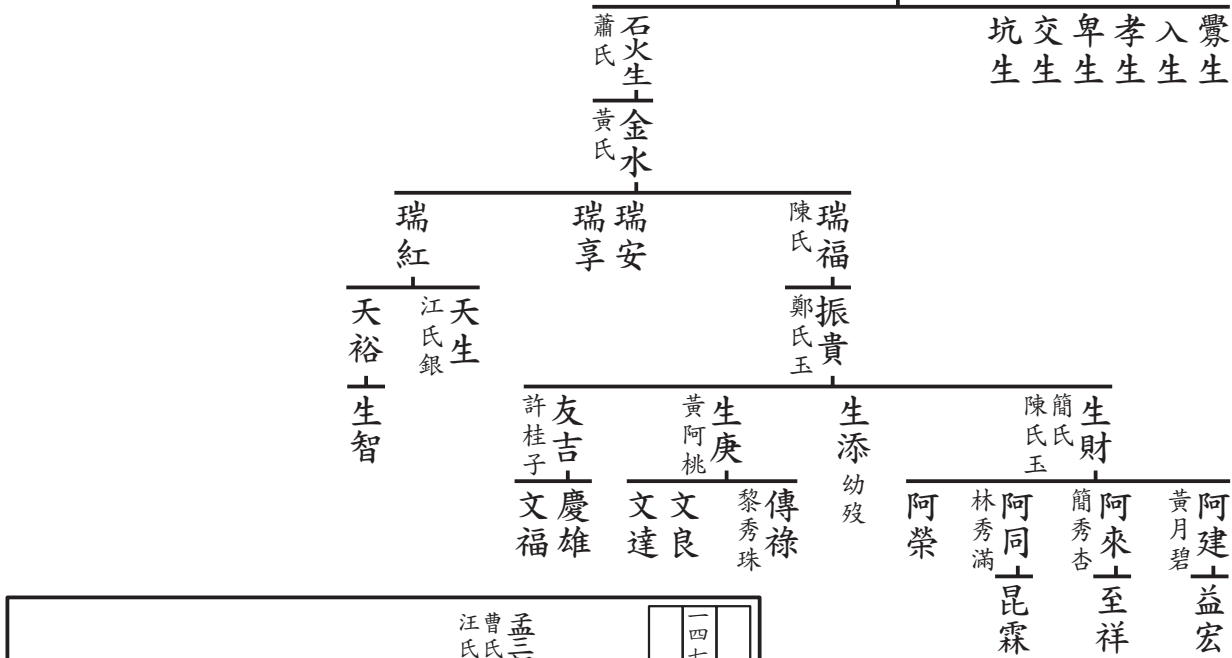 釁生
入生
孝生
卑生
交生
坑生
石火生
蕭氏
金水
黃氏
瑞福
陳氏
瑞安
瑞享
瑞紅
振貴
鄭氏玉
天生
江氏銀
天裕
生財
簡氏
陳氏玉
生添
幼歿
生庚
黃阿桃
友吉
許桂子
生智
阿建
黃月碧
阿來
簡秀杏
阿同
林秀滿
阿榮
傳祿
黎秀珠
文良
文達
慶雄
文福
益宏
至祥
昆霖
一四七
孟三
曹氏
汪氏